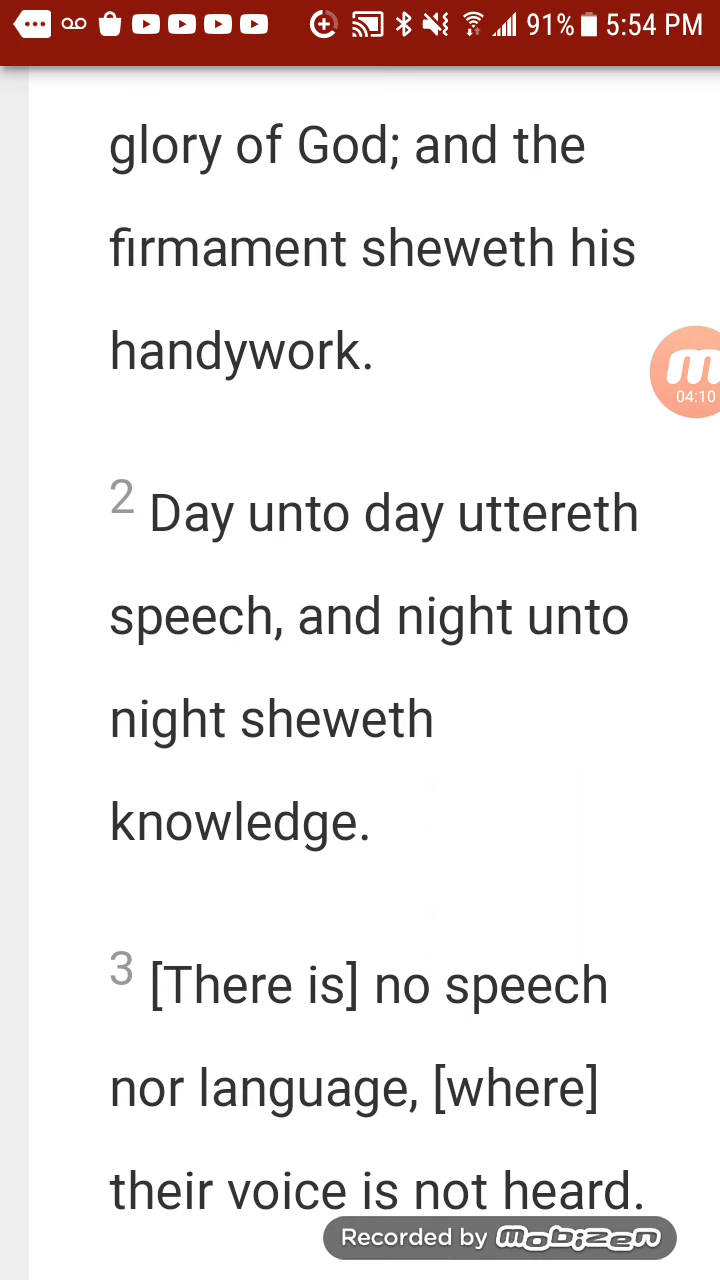 91% 5:54 PM
glory of God; and the
firmament sheweth his
handywork.
m
04:10
2 Day unto day uttereth
speech, and night unto
night sheweth
knowledge.
3 [There is] no speech
nor language, [where]
their voice is not heard.
Recorded by mobizen